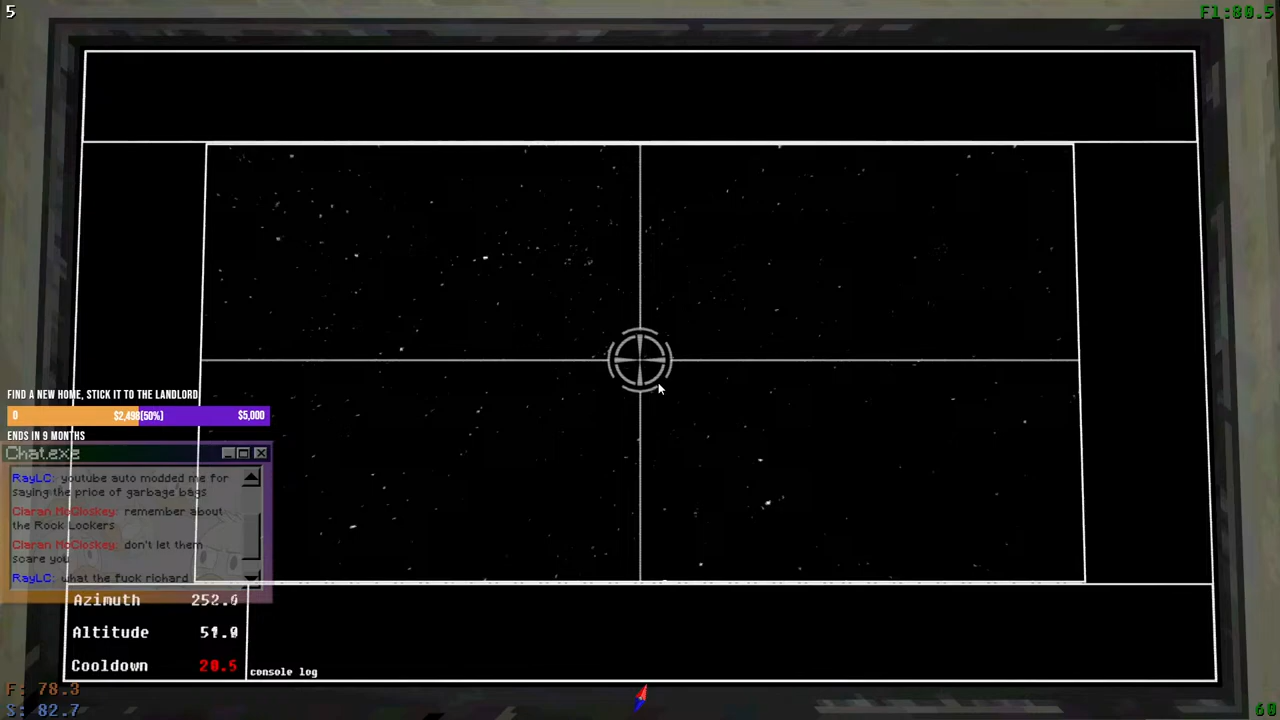 5
F1:80.5
FIND A NEW HOME, STICK IT TO THE LANDLORD
0 $2,498(50%) $5,000
ENDS IN 9 MONTHS
Chat.exe
RayLC: youtube auto modded me for
saying the price of garbage bags
Ciaran McCloskey: remember about
the Rook Lookers
Ciaran McCloskey: don't let them
scare you
RayLC: what the fuck richard
Azimuth 252.0
Altitude 51.0
Cooldown 20.5
console log
F: 78.3
S: 82.7
60